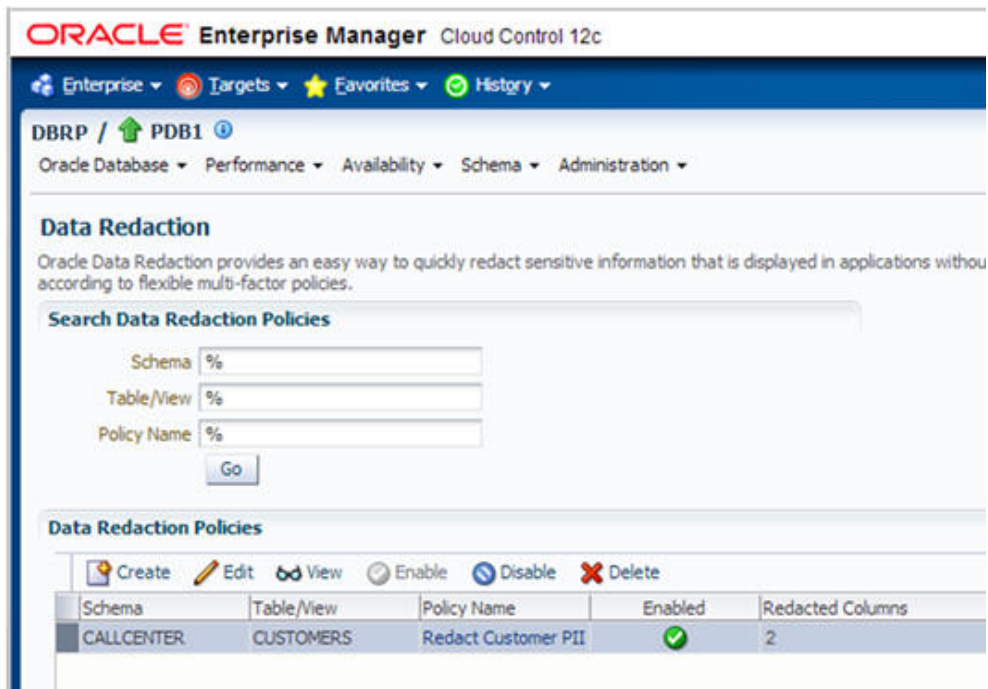 ORACLE Enterprise Manager Cloud Control 12c
Enterprise Targets Favorites History
DBRP / PDB1
Oracle Database Performance Availability Schema Administration
Data Redaction
Oracle Data Redaction provides an easy way to quickly redact sensitive information that is displayed in applications withou
according to flexible multi-factor policies.
Search Data Redaction Policies
Schema %
Table/View %
Policy Name %
Go
Data Redaction Policies
Create Edit View Enable Disable Delete
Schema Table/View Policy Name Enabled Redacted Columns
CALLCENTER CUSTOMERS Redact Customer PII 2